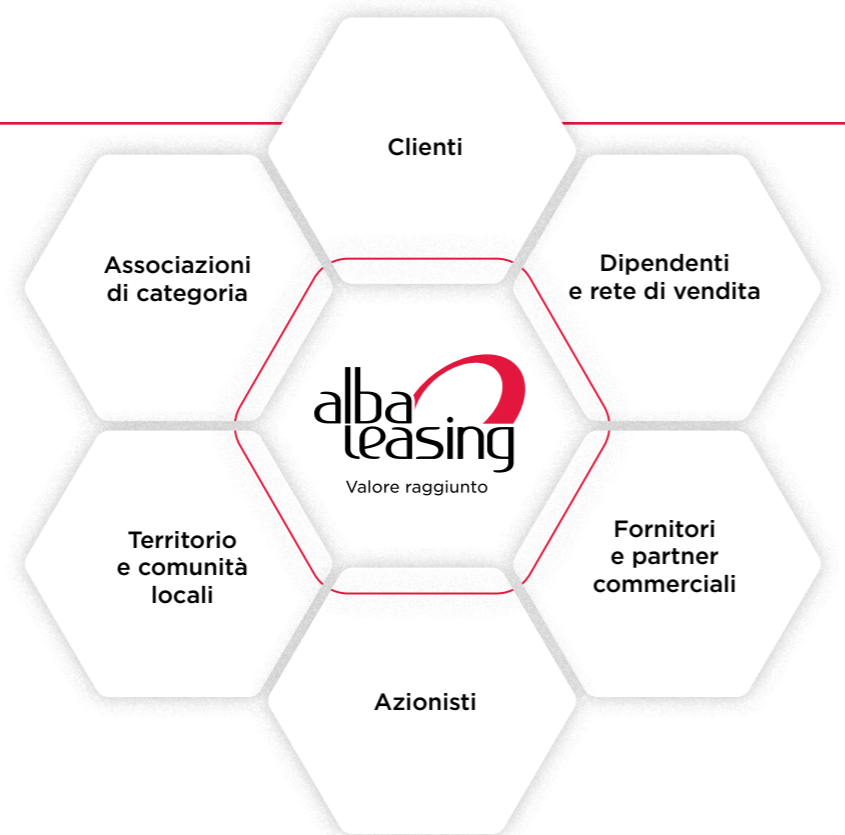 Clienti
Associazioni
di categoria
Dipendenti
e rete di vendita
alba
leasing
Valore raggiunto
Territorio
e comunità
locali
Fornitori
e partner
commerciali
Azionisti